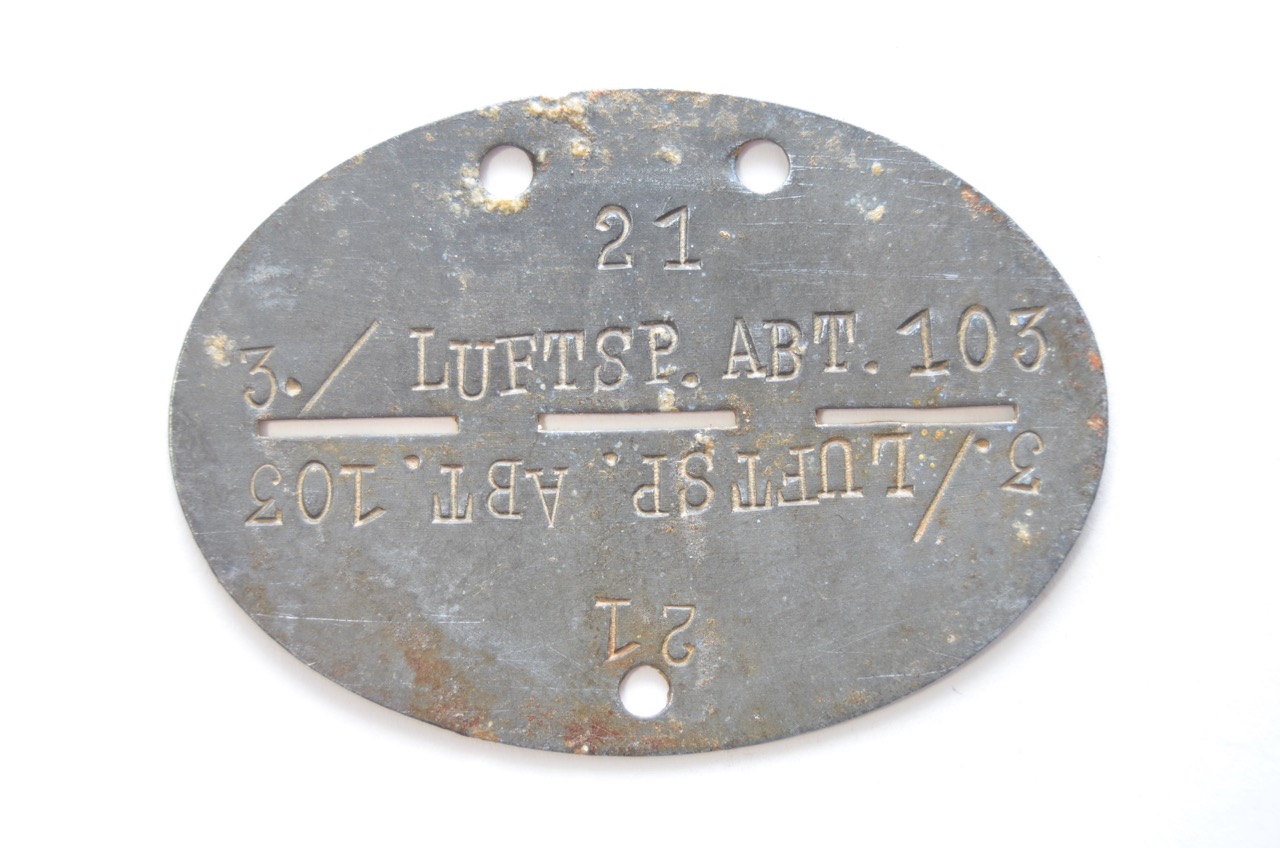 21
3./ LUFTSP. ABT. 103
3./LUFTSP. ABT. 103
21